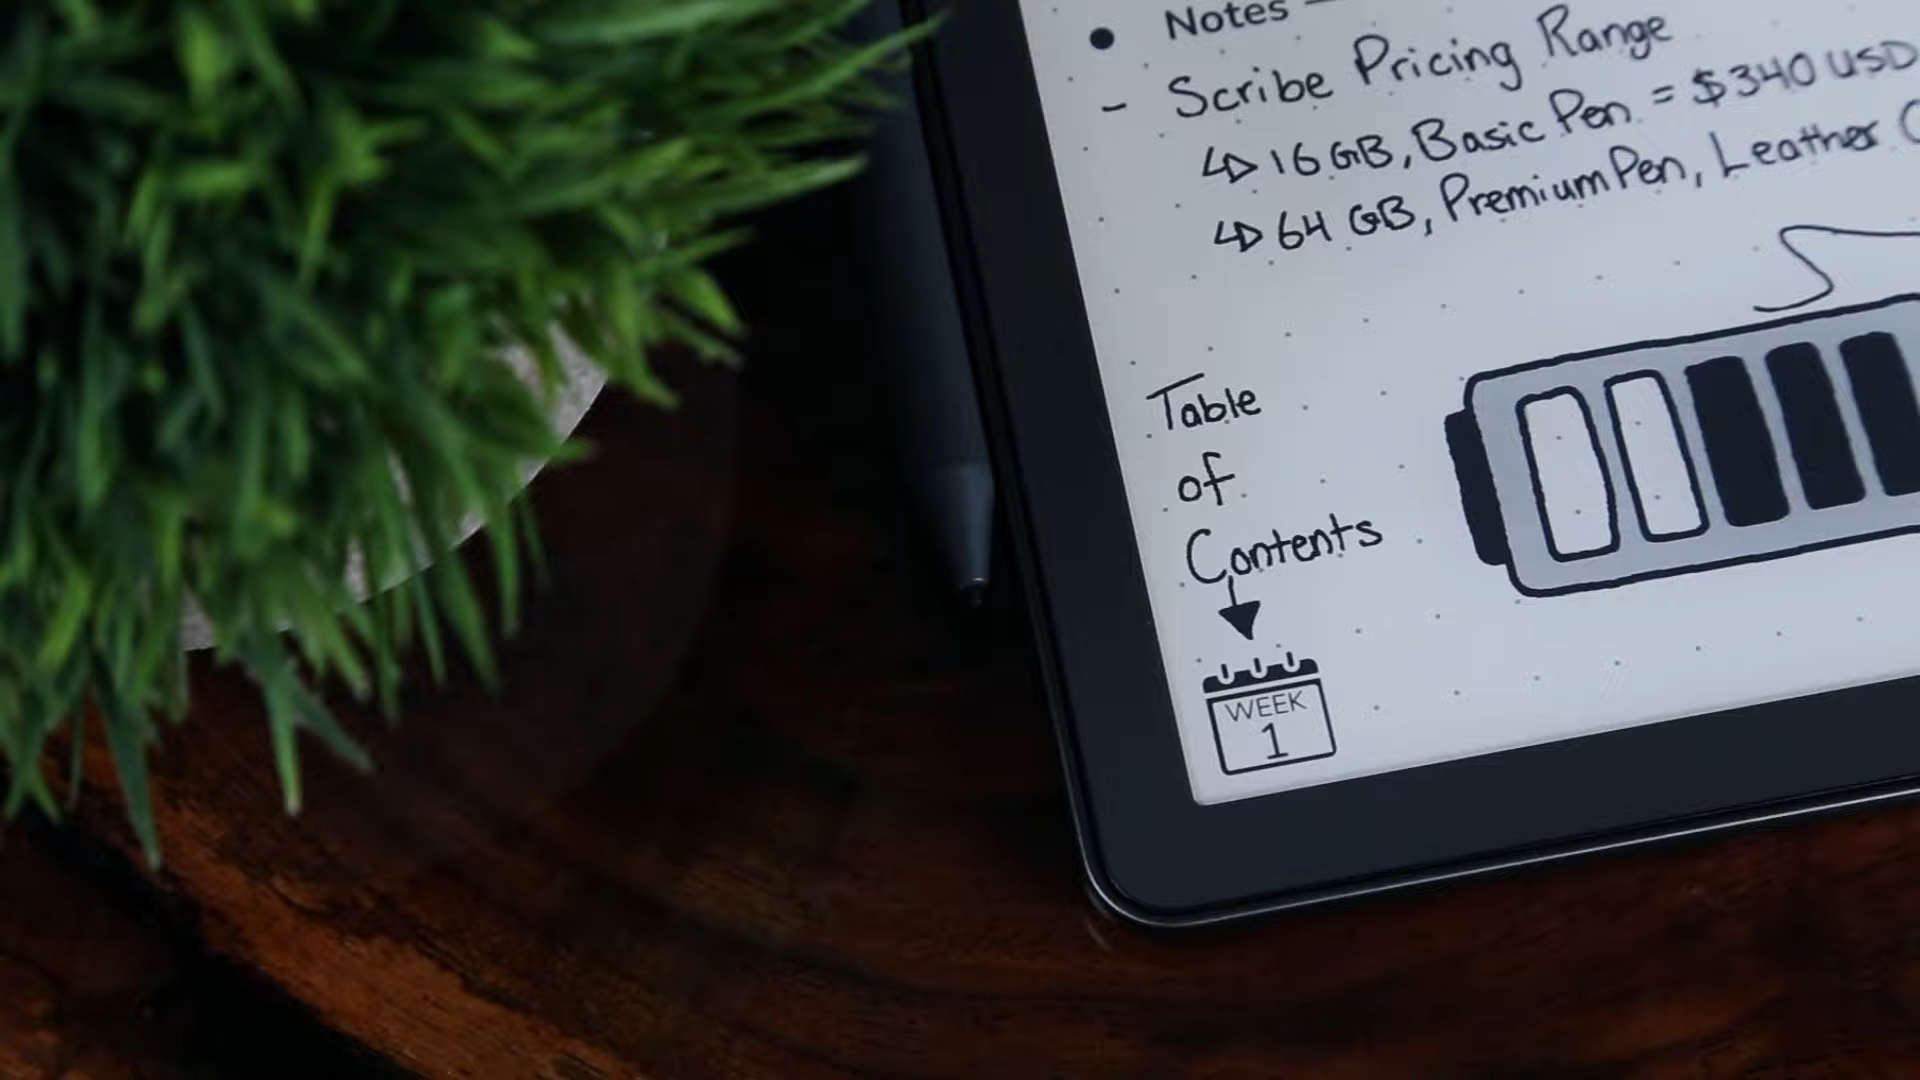 • Notes
- Scribe Pricing Range
↳ 16 GB, Basic Pen = $340 USD
↳ 64 GB, Premium Pen, Leather
Table
of
Contents
WEEK
1